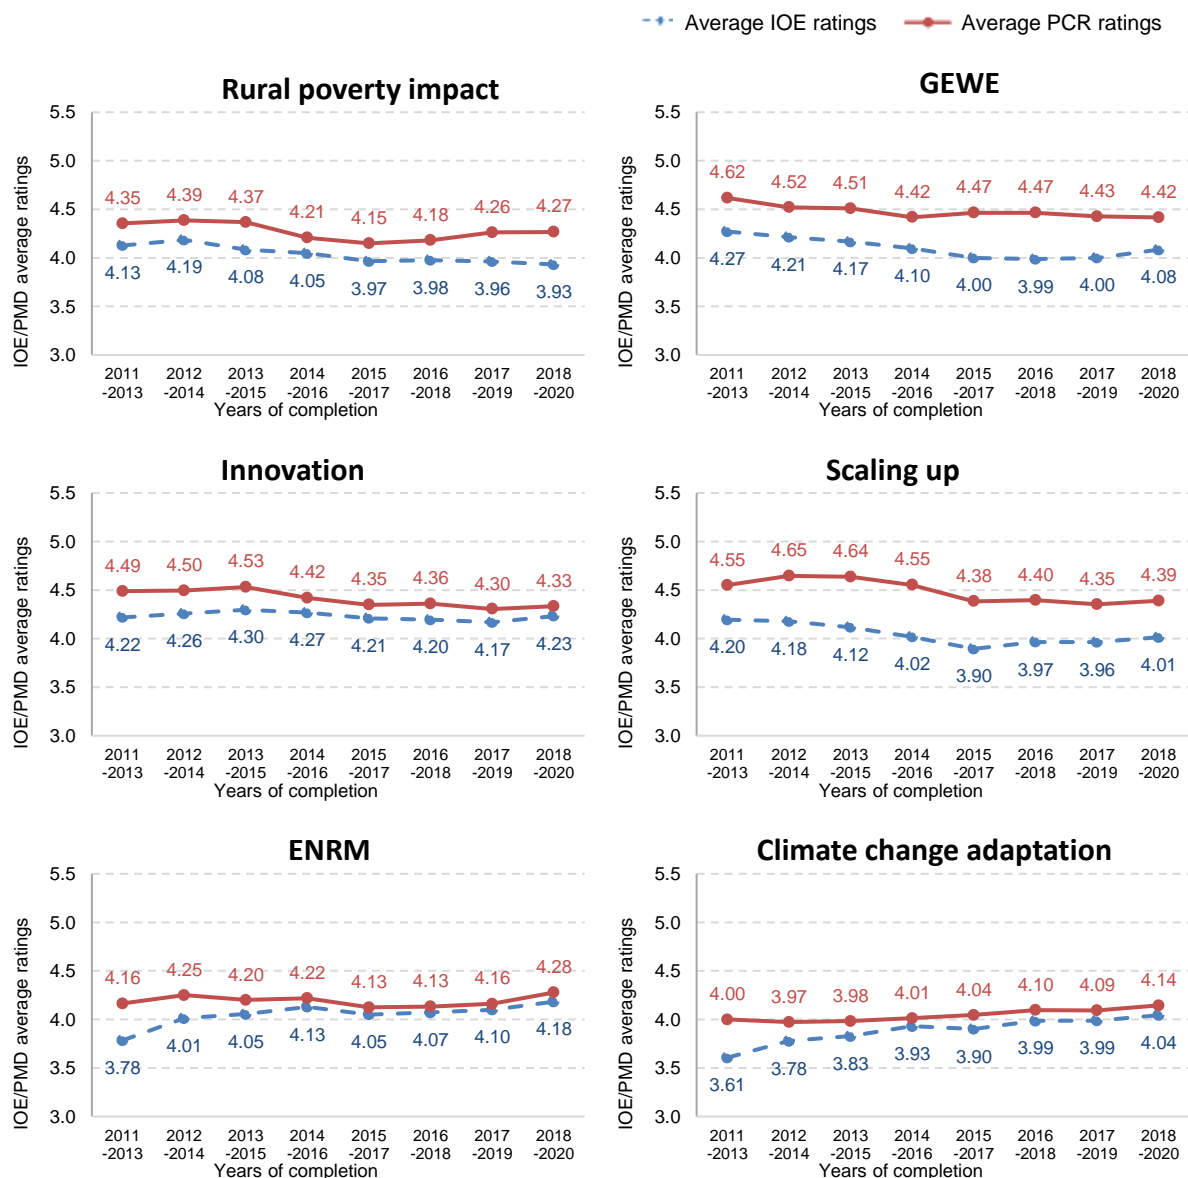 Average IOE ratings Average PCR ratings
Rural poverty impact
IOE/PMD average ratings
5.5
5.0
4.5
4.0
3.5
3.0
4.35 4.39 4.37 4.21 4.15 4.18 4.26 4.27
4.13 4.19 4.08 4.05 3.97 3.98 3.96 3.93
2011 2012 2013 2014 2015 2016 2017 2018
-2013 -2014 -2015 -2016 -2017 -2018 -2019 -2020
Years of completion
GEWE
IOE/PMD average ratings
5.5
5.0
4.5
4.0
3.5
3.0
4.62 4.52 4.51 4.42 4.47 4.47 4.43 4.42
4.27 4.21 4.17 4.10 4.00 3.99 4.00 4.08
2011 2012 2013 2014 2015 2016 2017 2018
-2013 -2014 -2015 -2016 -2017 -2018 -2019 -2020
Years of completion
Innovation
IOE/PMD average ratings
5.5
5.0
4.5
4.0
3.5
3.0
4.49 4.50 4.53 4.42 4.35 4.36 4.30 4.33
4.22 4.26 4.30 4.27 4.21 4.20 4.17 4.23
2011 2012 2013 2014 2015 2016 2017 2018
-2013 -2014 -2015 -2016 -2017 -2018 -2019 -2020
Years of completion
Scaling up
IOE/PMD average ratings
5.5
5.0
4.5
4.0
3.5
3.0
4.55 4.65 4.64 4.55 4.38 4.40 4.35 4.39
4.20 4.18 4.12 4.02 3.90 3.97 3.96 4.01
2011 2012 2013 2014 2015 2016 2017 2018
-2013 -2014 -2015 -2016 -2017 -2018 -2019 -2020
Years of completion
ENRM
IOE/PMD average ratings
5.5
5.0
4.5
4.0
3.5
3.0
4.16 4.25 4.20 4.22 4.13 4.13 4.16 4.28
3.78 4.01 4.05 4.13 4.05 4.07 4.10 4.18
2011 2012 2013 2014 2015 2016 2017 2018
-2013 -2014 -2015 -2016 -2017 -2018 -2019 -2020
Years of completion
Climate change adaptation
IOE/PMD average ratings
5.5
5.0
4.5
4.0
3.5
3.0
4.00 3.97 3.98 4.01 4.04 4.10 4.09 4.14
3.61 3.78 3.83 3.93 3.90 3.99 3.99 4.04
2011 2012 2013 2014 2015 2016 2017 2018
-2013 -2014 -2015 -2016 -2017 -2018 -2019 -2020
Years of completion